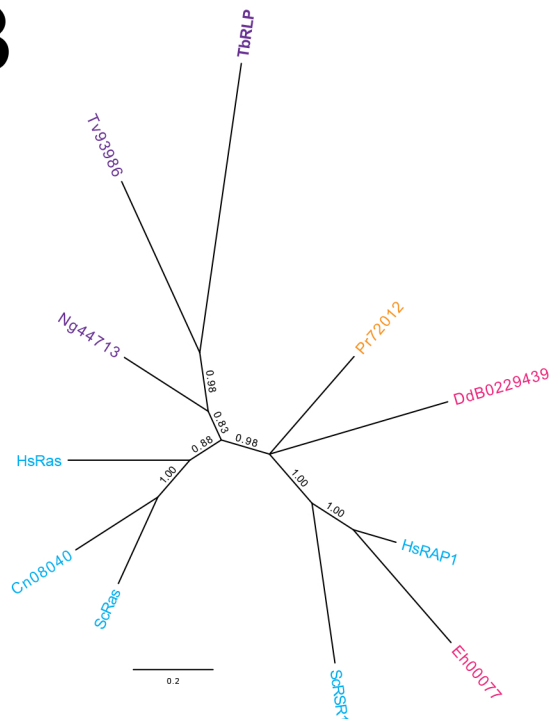 TbRLP
Tv93986
Pr72012
Ng44713
DdB0229439
0.98
0.83
0.88
0.98
HsRas
1.00
1.00
1.00
HsRAP1
Cn08040
ScRas
Eh00077
ScRSR1
0.2